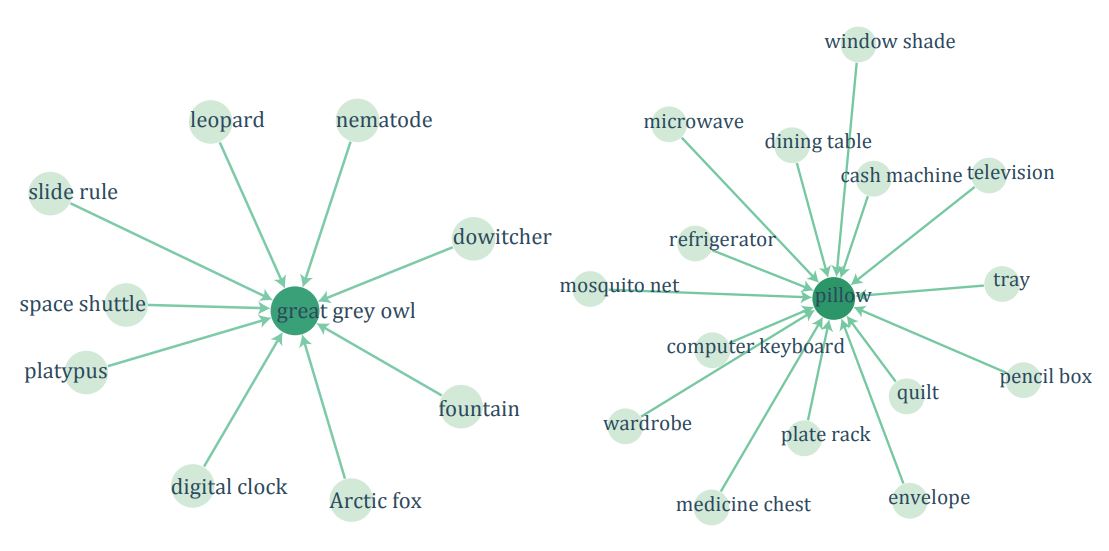 leopard
nematode
slide rule
dowitcher
space shuttle
great grey owl
platypus
fountain
digital clock
Arctic fox
window shade
microwave
dining table
cash machine
television
refrigerator
mosquito net
tray
pillow
computer keyboard
pencil box
quilt
wardrobe
plate rack
medicine chest
envelope